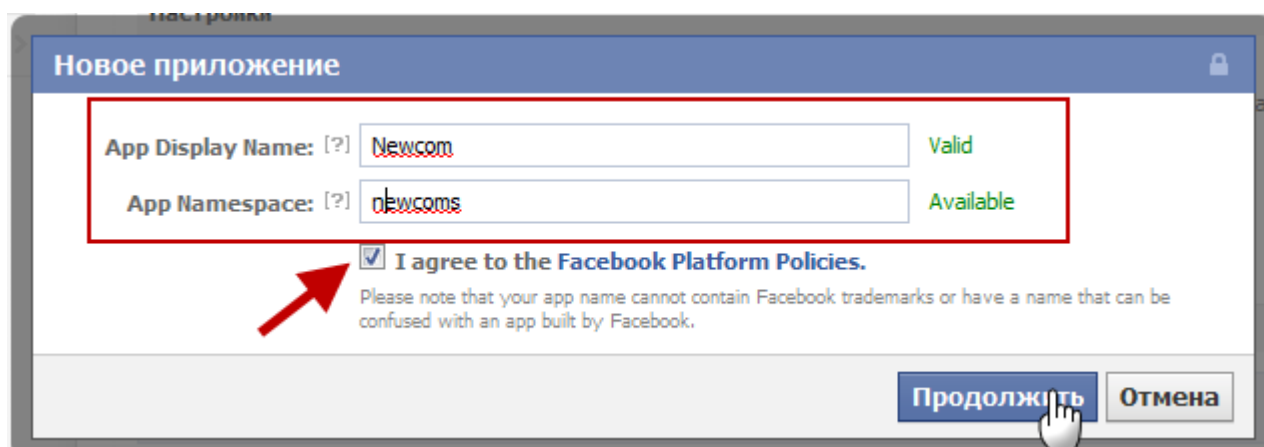 Настройки
Новое приложение
App Display Name: [?] Newcom Valid
App Namespace: [?] newcoms Available
I agree to the Facebook Platform Policies.
Please note that your app name cannot contain Facebook trademarks or have a name that can be
confused with an app built by Facebook.
Продолжить Отмена